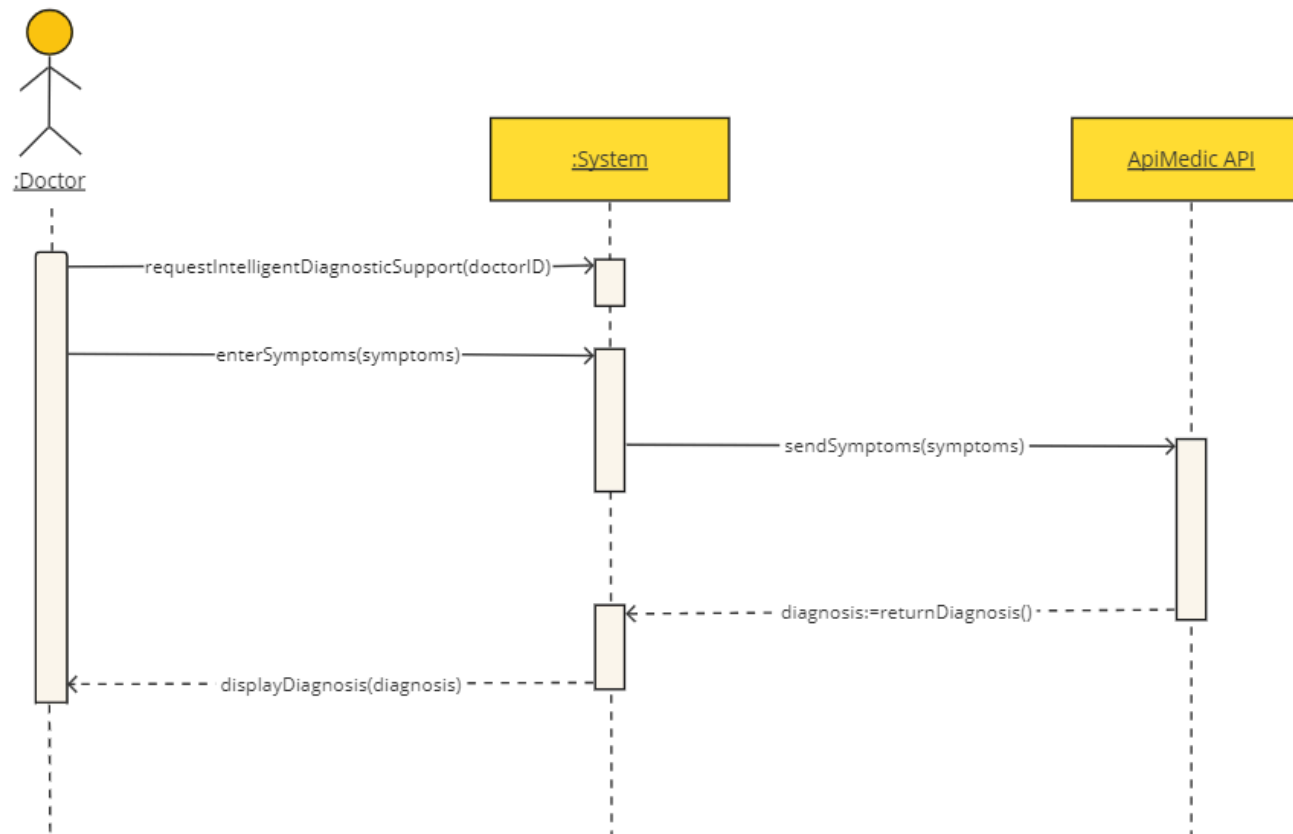 :Doctor
:System
ApiMedic API
requestIntelligentDiagnosticSupport(doctorID)
enterSymptoms(symptoms)
sendSymptoms(symptoms)
diagnosis:=returnDiagnosis()
displayDiagnosis(diagnosis)